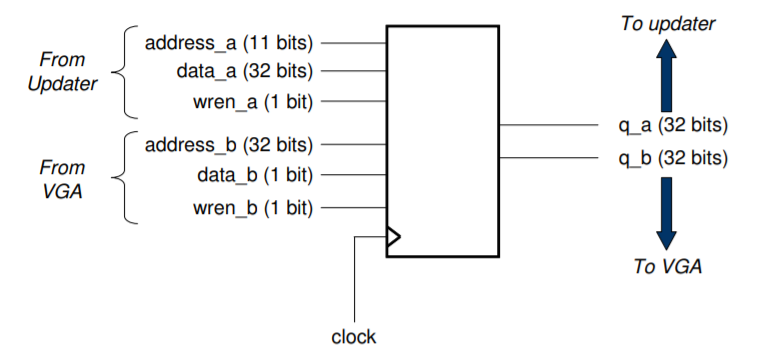 To updater
From
Updater
address_a (11 bits)
data_a (32 bits)
wren_a (1 bit)
q_a (32 bits)
q_b (32 bits)
From
VGA
address_b (32 bits)
data_b (1 bit)
wren_b (1 bit)
To VGA
clock